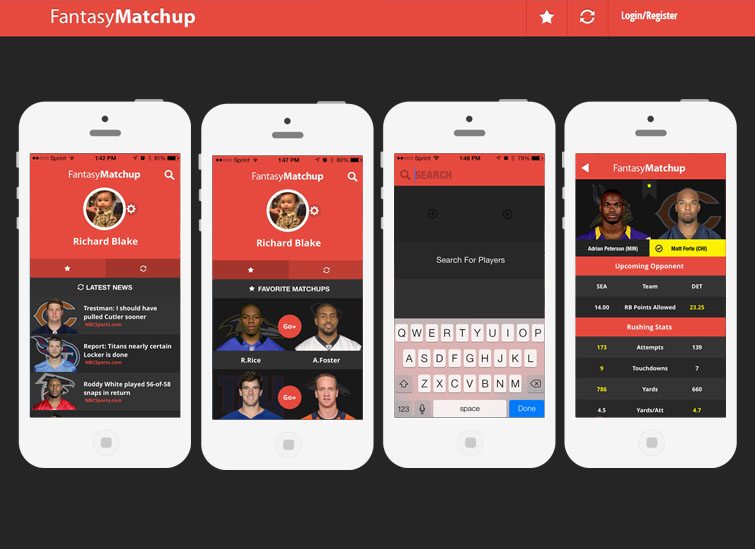 FantasyMatchup
Login/Register
Sprint
1:42 PM
81%
FantasyMatchup
Richard Blake
LATEST NEWS
Trestman: I should have
pulled Cutler sooner
NBCSports.com
Report: Titans nearly certain
Locker is done
NBCSports.com
Roddy White played 56-of-58
snaps in return
NBCSports.com
Sprint
1:47 PM
80%
FantasyMatchup
Richard Blake
FAVORITE MATCHUPS
Go»
R.Rice
A.Foster
Go»
Sprint
1:48 PM
79%
SEARCH
Search For Players
Q W E R T Y U I O P
A S D F G H J K L
Z X C V B N M
123
space
Done
FantasyMatchup
Adrian Peterson (MIN)
Matt Forte (CHI)
Upcoming Opponent
SEA Team DET
14.00 RB Points Allowed 23.25
Rushing Stats
173 Attempts 139
9 Touchdowns 7
786 Yards 660
4.5 Yards/Att 4.7